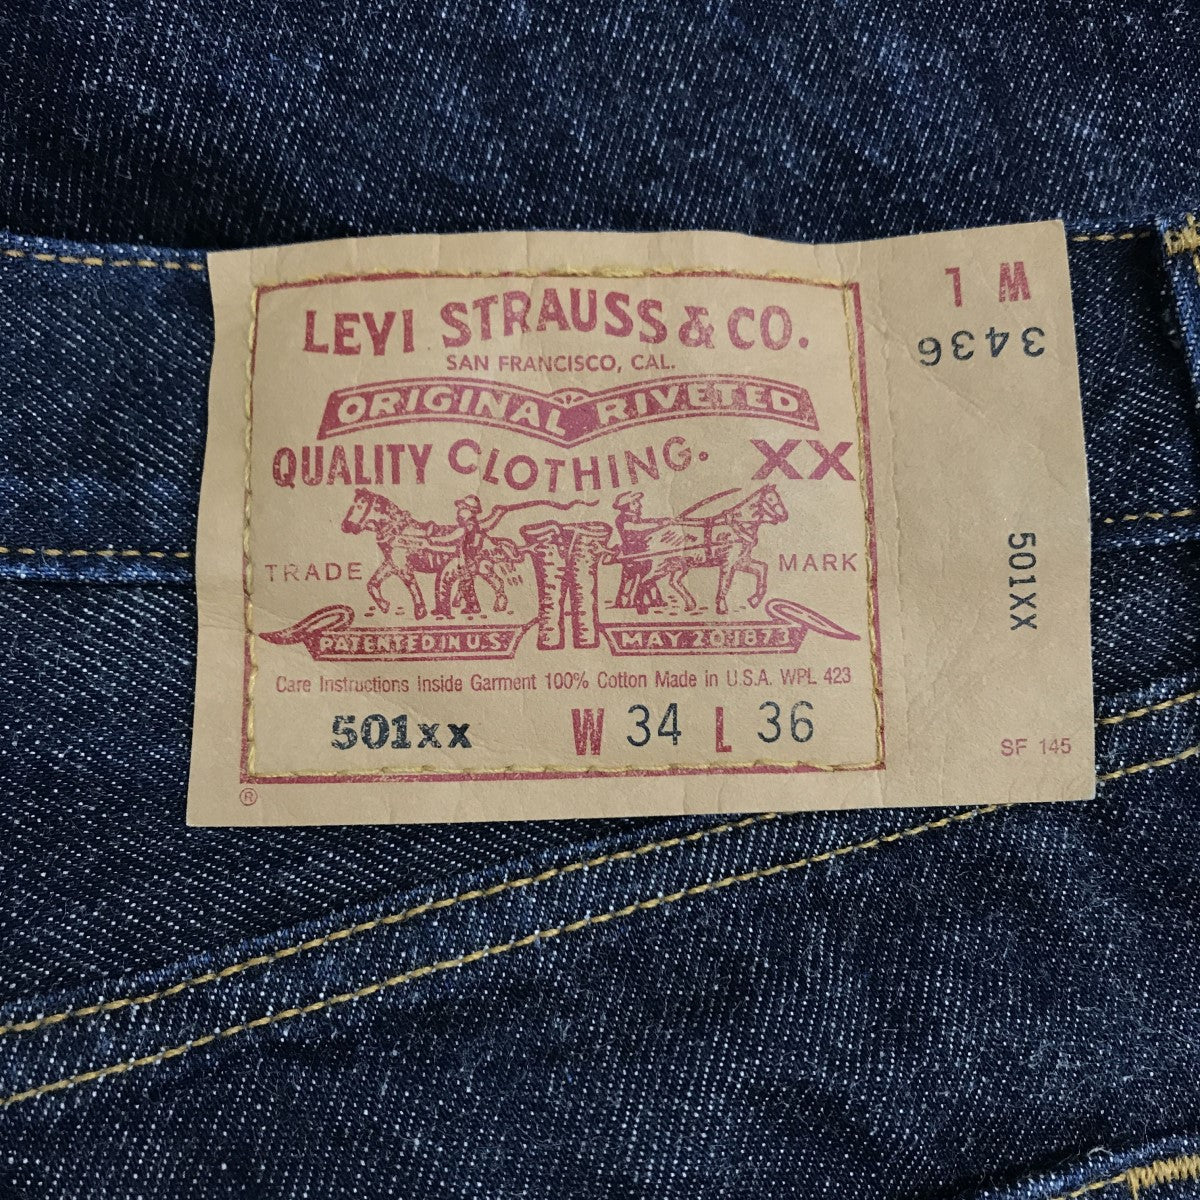 LEVI STRAUSS & CO.
SAN FRANCISCO, CAL.
ORIGINAL RIVETED
QUALITY CLOTHING. XX
TRADE MARK
PATENTED IN U.S. MAY 20 1873
Care Instructions Inside Garment 100% Cotton Made in U.S.A. WPL 423
501xx W 34 L 36
®
W L
3436
501XX
SF 145